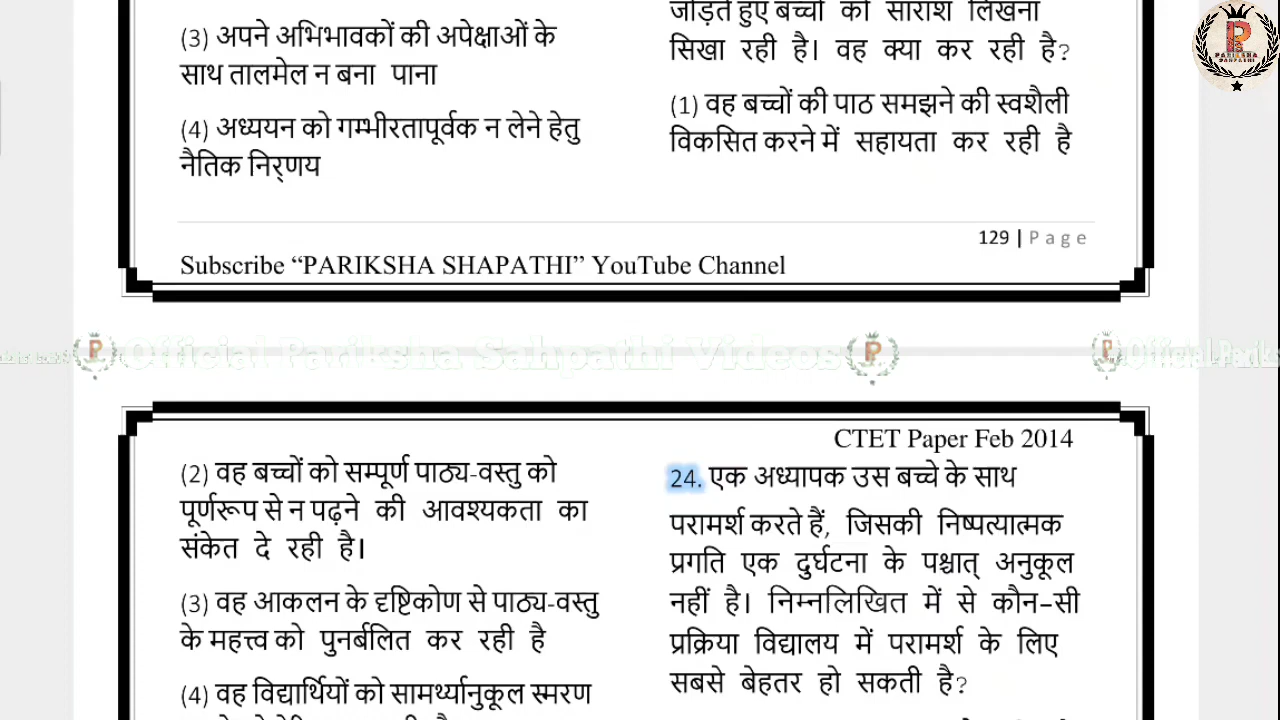 (3) अपने अभिभावकों की अपेक्षाओं के
साथ तालमेल न बना पाना
(4) अध्ययन को गम्भीरतापूर्वक न लेने हेतु
नैतिक निर्णय
जोड़ते हुए बच्चों को सारांश लिखना
सिखा रही है। वह क्या कर रही है?
(1) वह बच्चों की पाठ समझने की स्वशैली
विकसित करने में सहायता कर रही है
129 | Page
Subscribe “PARIKSHA SHAPATHI” YouTube Channel
Official Pariksha Sahpathi Videos
CTET Paper Feb 2014
(2) वह बच्चों को सम्पूर्ण पाठ्य-वस्तु को
पूर्णरूप से न पढ़ने की आवश्यकता का
संकेत दे रही है।
(3) वह आकलन के दृष्टिकोण से पाठ्य-वस्तु
के महत्त्व को पुनर्बलित कर रही है
(4) वह विद्यार्थियों को सामर्थ्यानुकूल स्मरण
24. एक अध्यापक उस बच्चे के साथ
परामर्श करते हैं, जिसकी निष्पत्यात्मक
प्रगति एक दुर्घटना के पश्चात् अनुकूल
नहीं है। निम्नलिखित में से कौन-सी
प्रक्रिया विद्यालय में परामर्श के लिए
सबसे बेहतर हो सकती है?